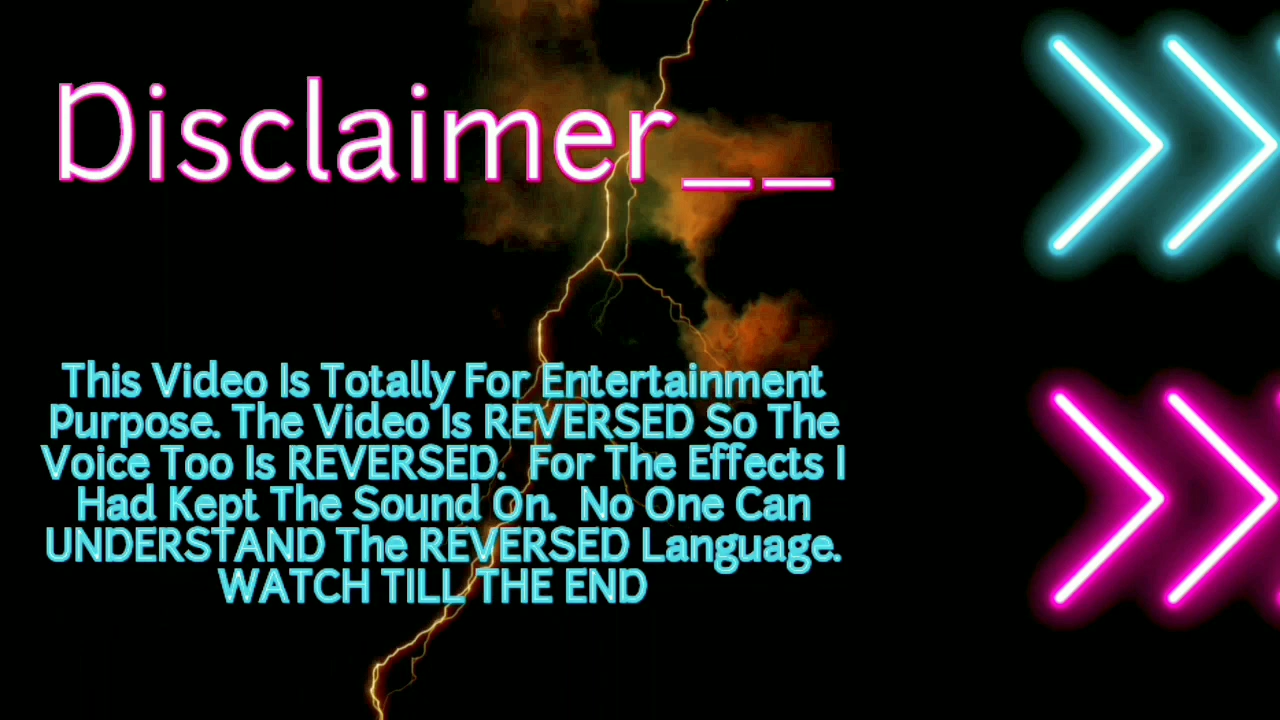 Disclaimer__
This Video Is Totally For Entertainment
Purpose. The Video Is REVERSED So The
Voice Too Is REVERSED.  For The Effects I
Had Kept The Sound On.  No One Can
UNDERSTAND The REVERSED Language.
WATCH TILL THE END